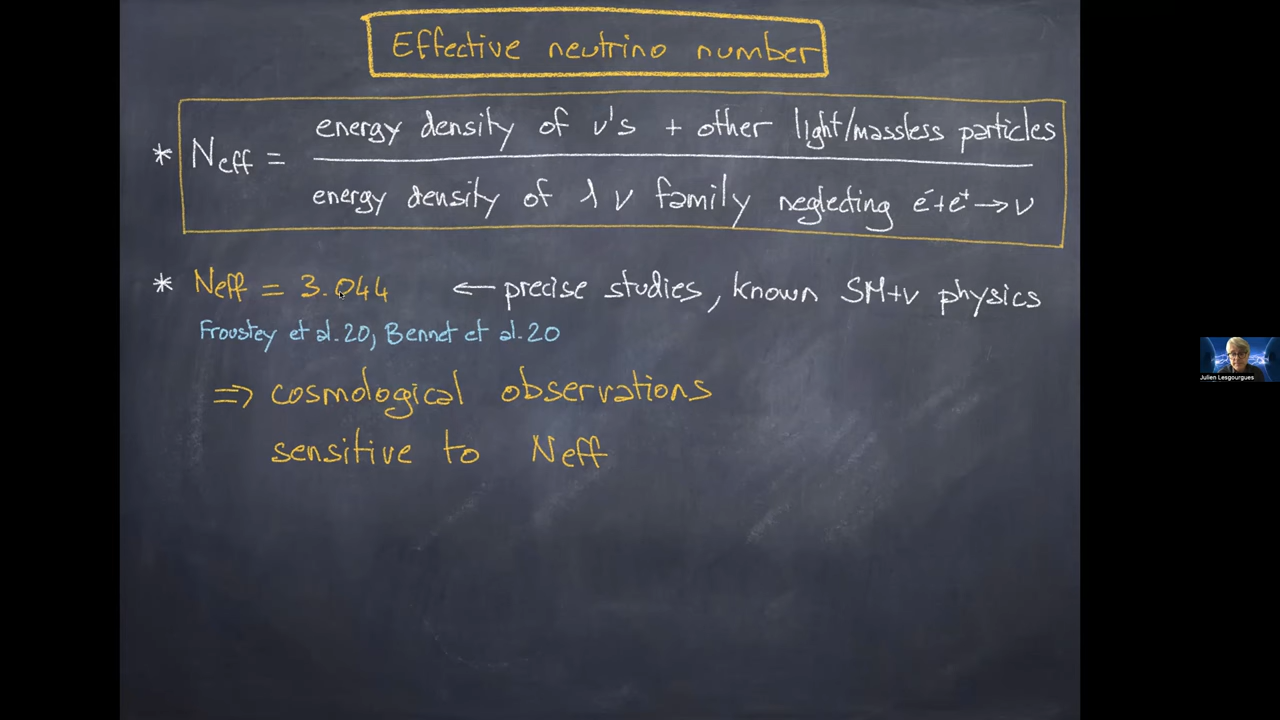 Effective neutrino number
* Neff = energy density of ν's + other light/massless particles
energy density of 1 ν family neglecting e⁻+e⁺→ν
* Neff = 3.044 ← precise studies, known SM+ν physics
Froustey et al.20, Bennet et al.20
⇒ cosmological observations
sensitive to Neff
Julien Lesgourgues